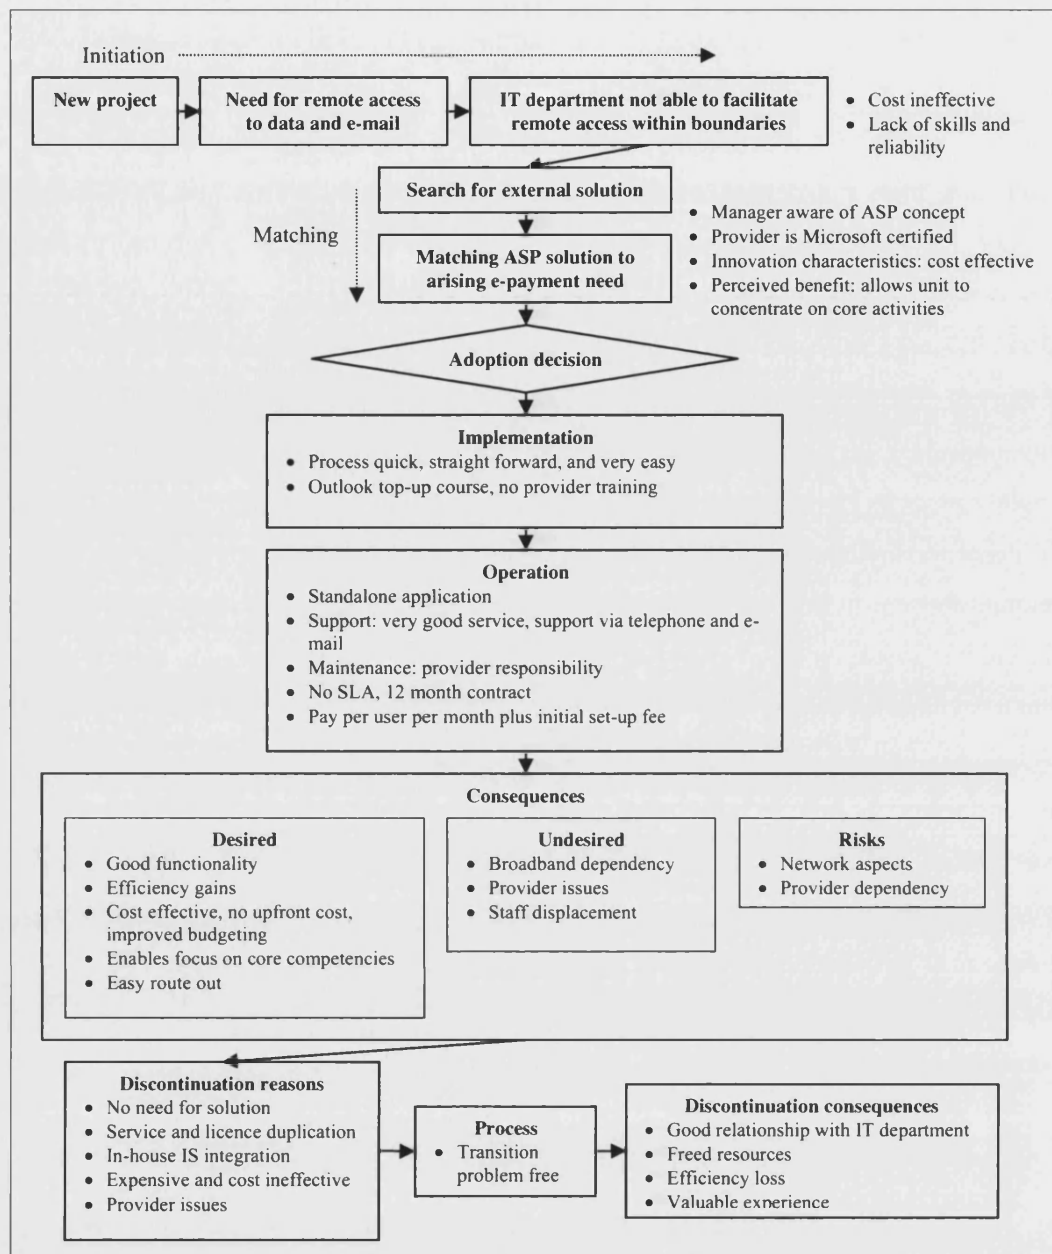 Initiation
New project
Need for remote access
to data and e-mail
IT department not able to facilitate
remote access within boundaries
• Cost ineffective
• Lack of skills and
reliability
Search for external solution
Matching
Matching ASP solution to
arising e-payment need
• Manager aware of ASP concept
• Provider is Microsoft certified
• Innovation characteristics: cost effective
• Perceived benefit: allows unit to
concentrate on core activities
Adoption decision
Implementation
• Process quick, straight forward, and very easy
• Outlook top-up course, no provider training
Operation
• Standalone application
• Support: very good service, support via telephone and e-
mail
• Maintenance: provider responsibility
• No SLA, 12 month contract
• Pay per user per month plus initial set-up fee
Consequences
Desired
• Good functionality
• Efficiency gains
• Cost effective, no upfront cost,
improved budgeting
• Enables focus on core competencies
• Easy route out
Undesired
• Broadband dependency
• Provider issues
• Staff displacement
Risks
• Network aspects
• Provider dependency
Discontinuation reasons
• No need for solution
• Service and licence duplication
• In-house IS integration
• Expensive and cost ineffective
• Provider issues
Process
• Transition
problem free
Discontinuation consequences
• Good relationship with IT department
• Freed resources
• Efficiency loss
• Valuable experience